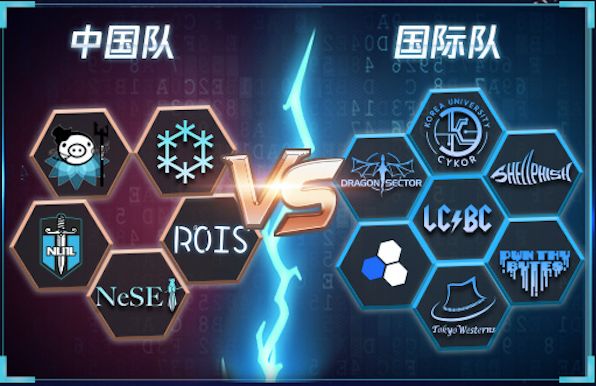 中国队
国际队
VS
KOREA UNIVERSITY
CYKOR
DRAGON SECTOR
SHELLPHISH
LC⚡BC
ROIS
NeSE
PWN THY
BYTES!
Tokyo Westerns